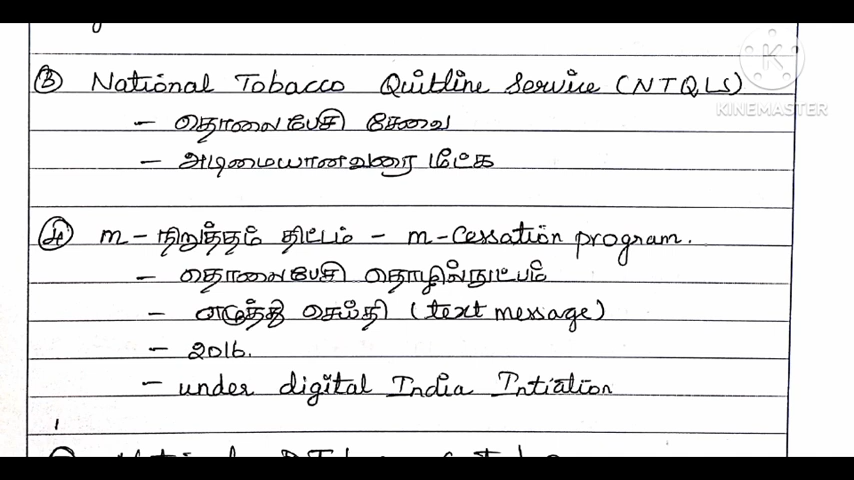 ③ National Tobacco Quitline Service (NTQLS)
- தொலைபேசி சேவை
- அடிமையானவரை மீட்க
④ m-நிறுத்தம் திட்டம் - m-Cessation program.
- தொலைபேசி தொழில்நுட்பம்
- எழுத்து செய்தி (text message)
- 2016.
- under digital India Intiation
KINEMASTER